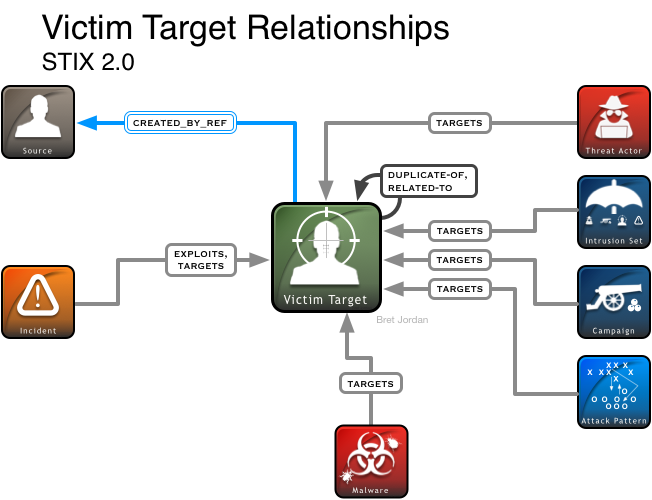 Victim Target Relationships
STIX 2.0
Source
CREATED_BY_REF
TARGETS
Threat Actor
DUPLICATE-OF,
RELATED-TO
TARGETS
Intrusion Set
EXPLOITS,
TARGETS
TARGETS
Victim Target
TARGETS
Incident
Bret Jordan
Campaign
TARGETS
X X X
X X X X
X
O
O O O O
O O O
Attack Pattern
Malware